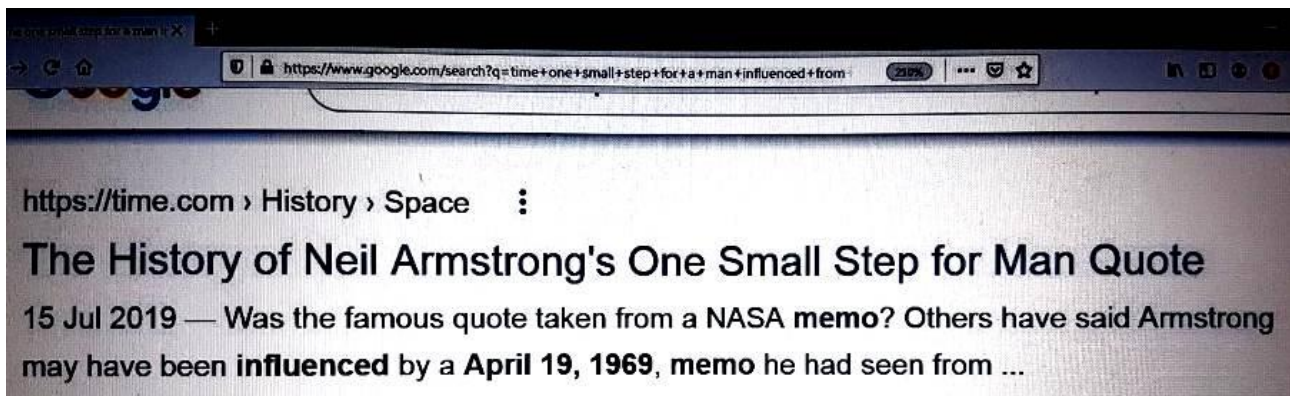 https://www.google.com/search?q=time+one+small+step+for+a+man+influenced+from
https://time.com › History › Space
The History of Neil Armstrong's One Small Step for Man Quote
15 Jul 2019 — Was the famous quote taken from a NASA memo? Others have said Armstrong
may have been influenced by a April 19, 1969, memo he had seen from ...